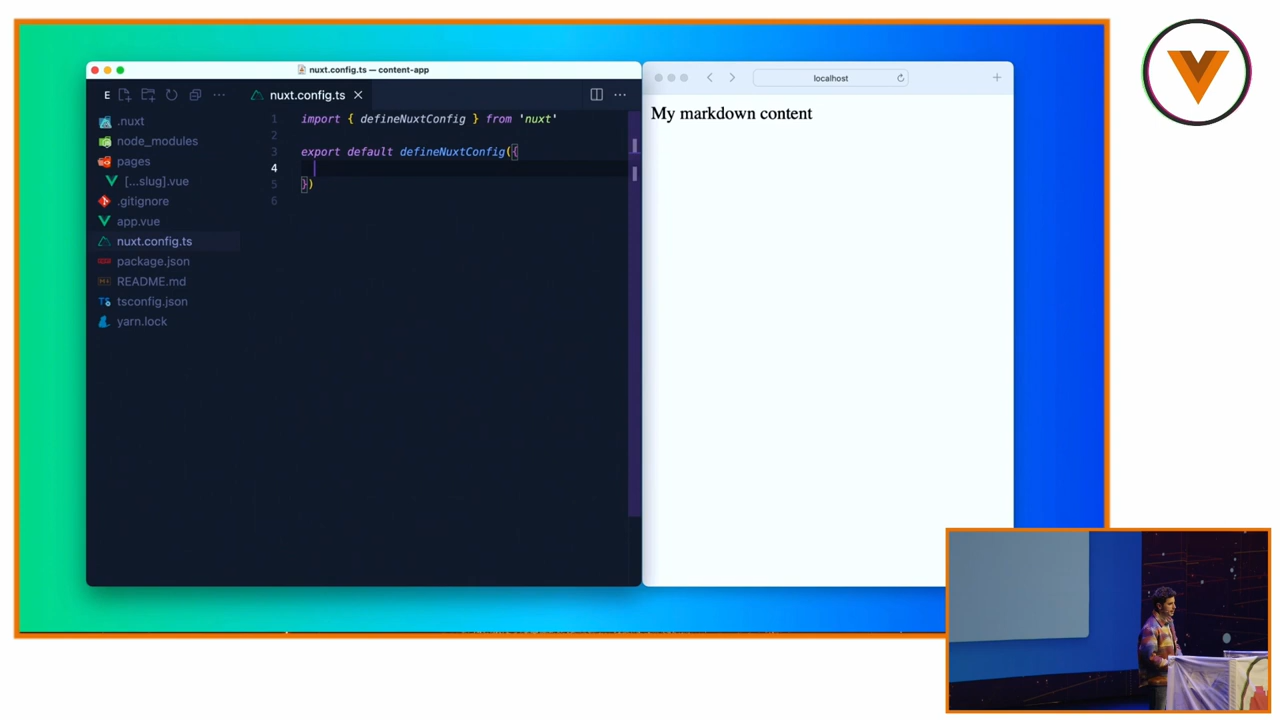 nuxt.config.ts — content-app
E
nuxt.config.ts
.nuxt
node_modules
pages
[...slug].vue
.gitignore
app.vue
nuxt.config.ts
package.json
README.md
tsconfig.json
yarn.lock
1 import { defineNuxtConfig } from 'nuxt'
2
3 export default defineNuxtConfig({
4
5 })
6
localhost
My markdown content